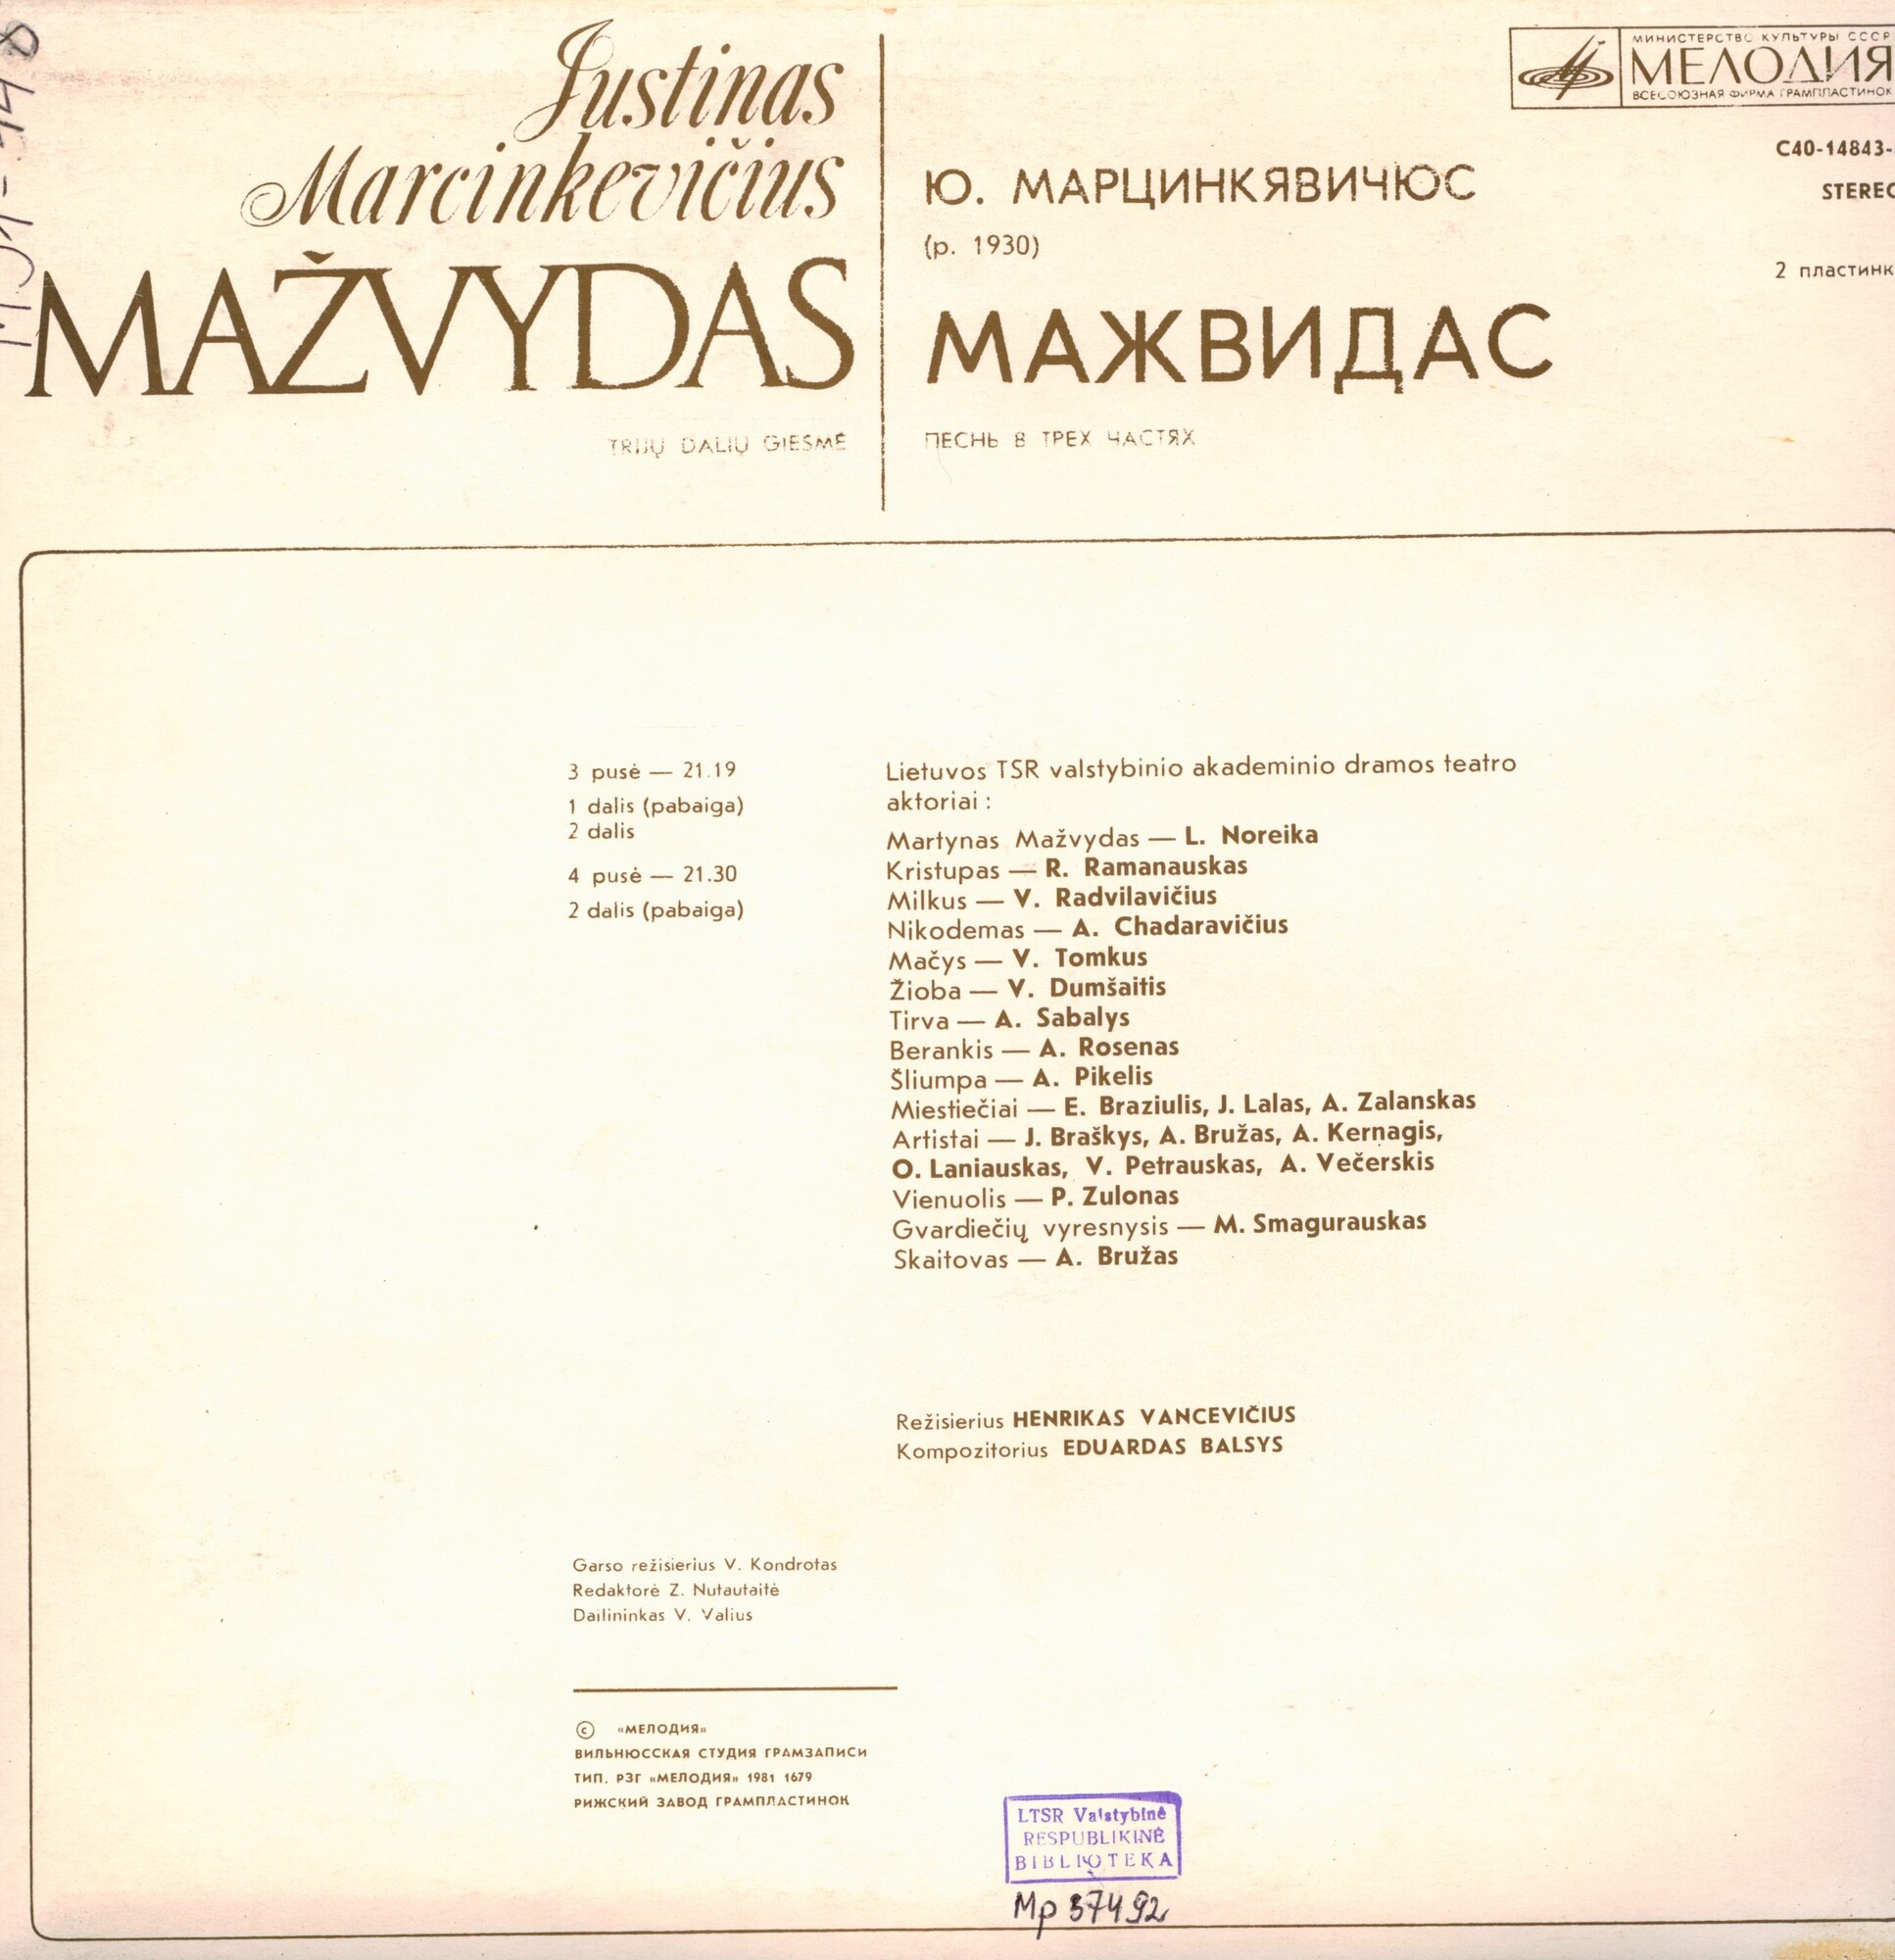 Justinas
Marcinkevičius
MAŽVYDAS
TRIJŲ DALIŲ GIESMĖ
Ю. МАРЦИНКЯВИЧЮС
(р. 1930)
МАЖВИДАС
ПЕСНЬ В ТРЕХ ЧАСТЯХ
МИНИСТЕРСТВО КУЛЬТУРЫ СССР
МЕЛОДИЯ
ВСЕСОЮЗНАЯ ФИРМА ГРАМПЛАСТИНОК
C40-14843-
STEREO
2 пластинк
3 pusė — 21.19
1 dalis (pabaiga)
2 dalis
4 pusė — 21.30
2 dalis (pabaiga)
Lietuvos TSR valstybinio akademinio dramos teatro
aktoriai :
Martynas Mažvydas — L. Noreika
Kristupas — R. Ramanauskas
Milkus — V. Radvilavičius
Nikodemas — A. Chadaravičius
Mačys — V. Tomkus
Žioba — V. Dumšaitis
Tirva — A. Sabalys
Berankis — A. Rosenas
Šliumpa — A. Pikelis
Miestiečiai — E. Braziulis, J. Lalas, A. Zalanskas
Artistai — J. Braškys, A. Bružas, A. Kernagis,
O. Laniauskas, V. Petrauskas, A. Večerskis
Vienuolis — P. Zulonas
Gvardiečių vyresnysis — M. Smagurauskas
Skaitovas — A. Bružas
Režisierius HENRIKAS VANCEVIČIUS
Kompozitorius EDUARDAS BALSYS
Garso režisierius V. Kondrotas
Redaktorė Z. Nutautaitė
Dailininkas V. Valius
© «МЕЛОДИЯ»
ВИЛЬНЮССКАЯ СТУДИЯ ГРАМЗАПИСИ
ТИП. РЗГ «МЕЛОДИЯ» 1981 1679
РИЖСКИЙ ЗАВОД ГРАМПЛАСТИНОК
LTSR Valstybinė
RESPUBLIKINĖ
BIBLIOTEKA
Mp 37492